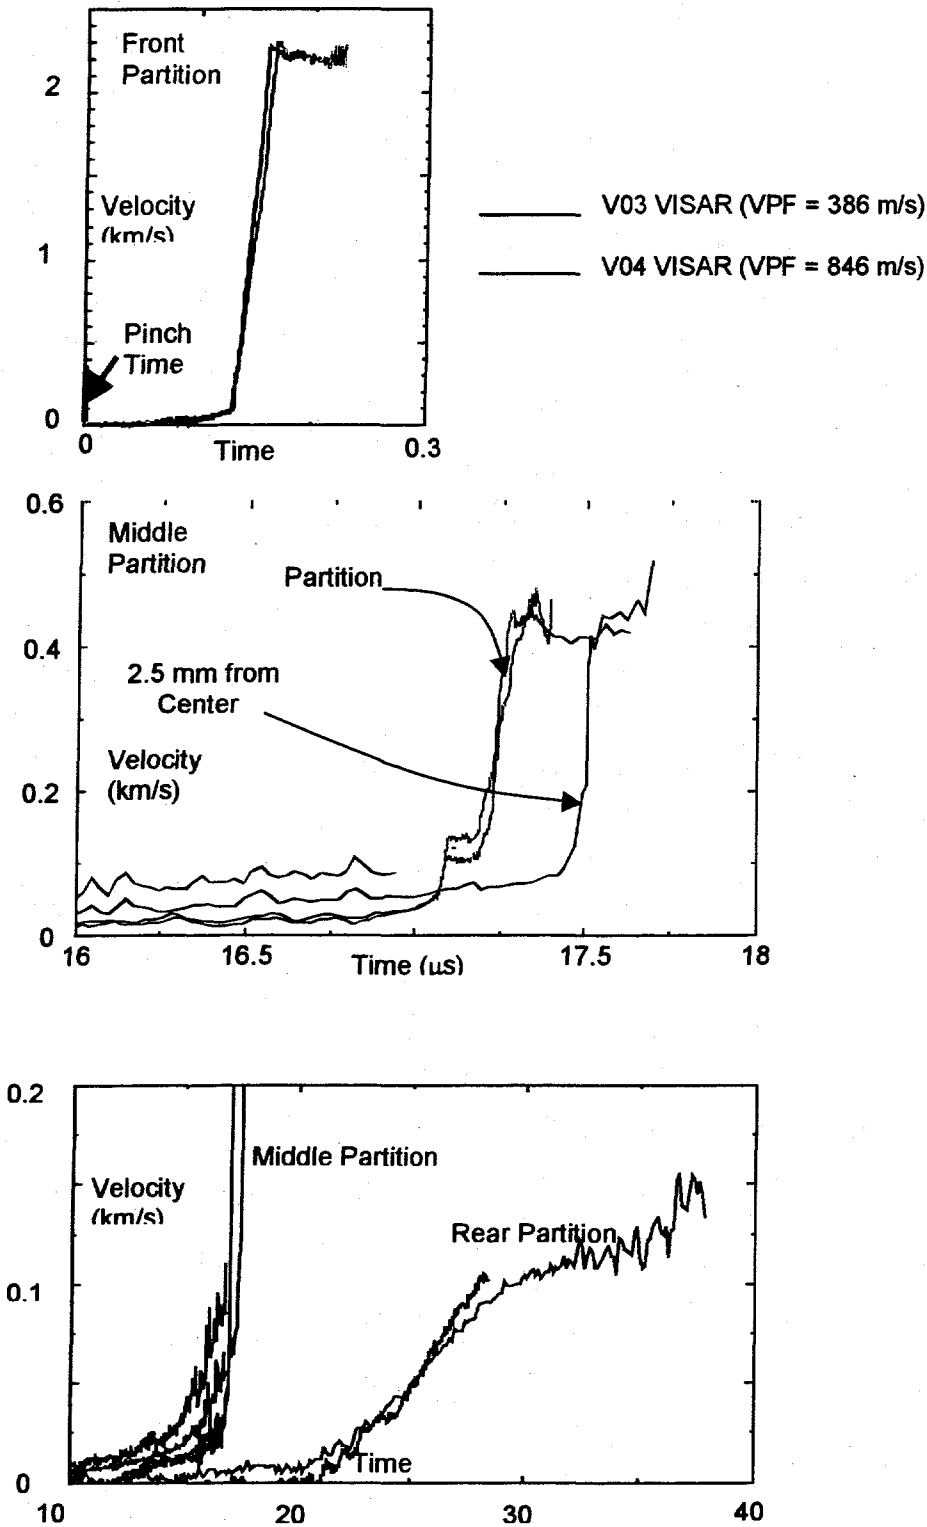 Front
Partition
2
Velocity
(km/s)
1
Pinch
Time
0
0
Time
0.3
V03 VISAR (VPF = 386 m/s)
V04 VISAR (VPF = 846 m/s)
0.6
Middle
Partition
Partition
0.4
2.5 mm from
Center
Velocity
(km/s)
0.2
0
16
16.5
Time (µs)
17.5
18
0.2
Middle Partition
Velocity
(km/s)
Rear Partition
0.1
Time
0
10
20
30
40